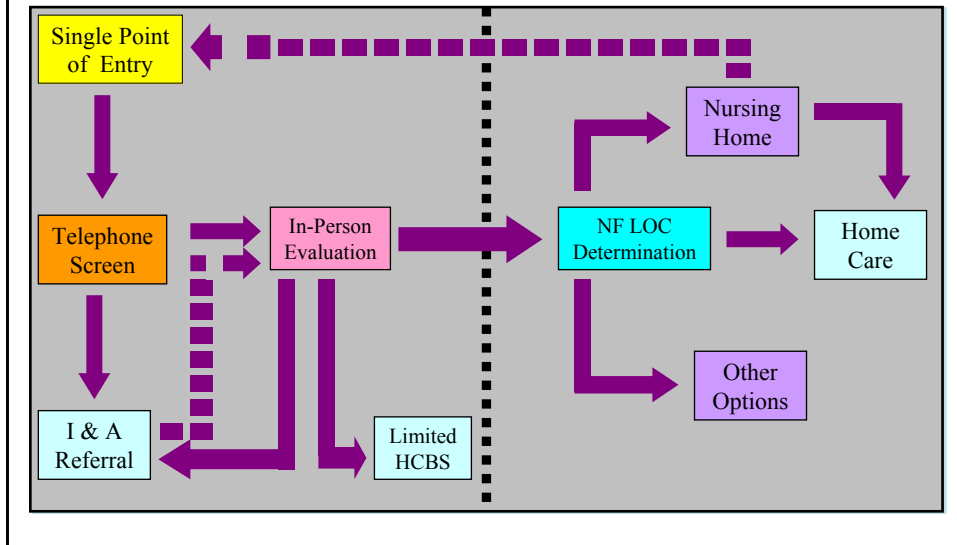 Single Point
of Entry
Nursing
Home
Telephone
Screen
In-Person
Evaluation
NF LOC
Determination
Home
Care
Other
Options
I & A
Referral
Limited
HCBS